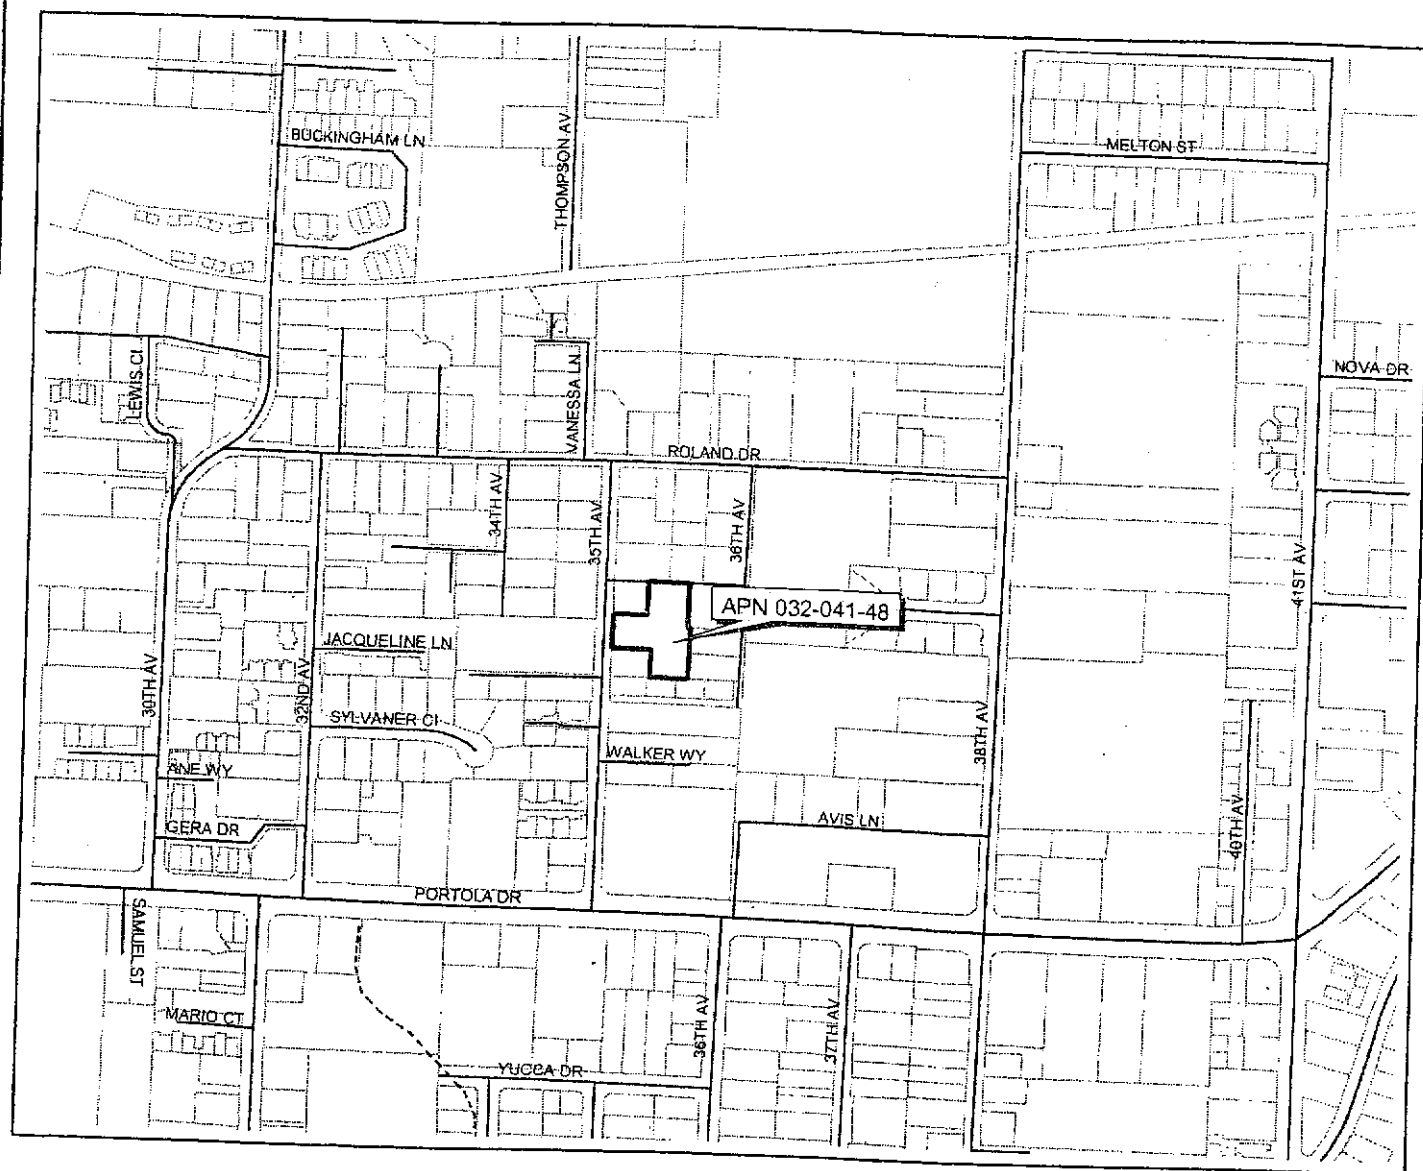 BUCKINGHAM LN
THOMPSON AV
MELTON ST
LEWIS CI
VANESSA LN
NOVA DR
ROLAND DR
34TH AV
35TH AV
36TH AV
41ST AV
APN 032-041-48
JACQUELINE LN
30TH AV
32ND AV
SYLVANER CI
38TH AV
WALKER WY
ANE WY
GERA DR
AVIS LN
40TH AV
PORTOLA DR
SAMUEL ST
MARIO CT
36TH AV
37TH AV
YUCCA DR